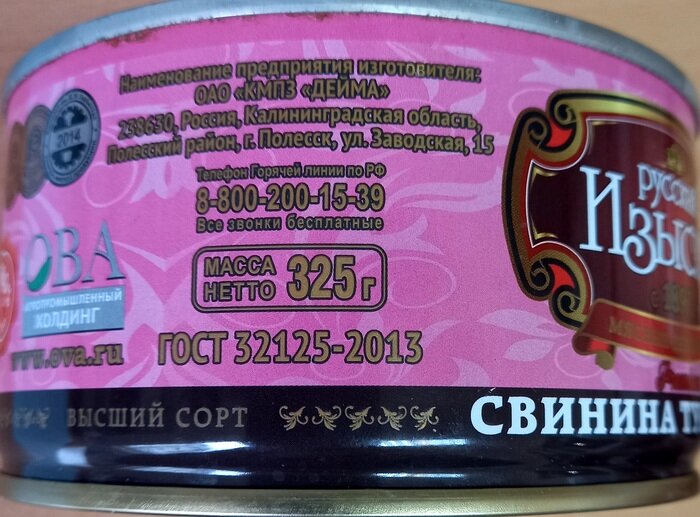 Наименование предприятия изготовителя:
ОАО «КМПЗ «ДЕЙМА»
238630, Россия, Калининградская область,
Полесский район, г. Полесск, ул. Заводская, 15
Телефон Горячей линии по РФ
8-800-200-15-39
Все звонки бесплатные
МАССА
НЕТТО 325 г
ГОСТ 32125-2013
2014
ОВА
АГРОПРОМЫШЛЕННЫЙ
ХОЛДИНГ
www.ova.ru
ВЫСШИЙ СОРТ
РУССК
ИЗЫС
СВИНИНА